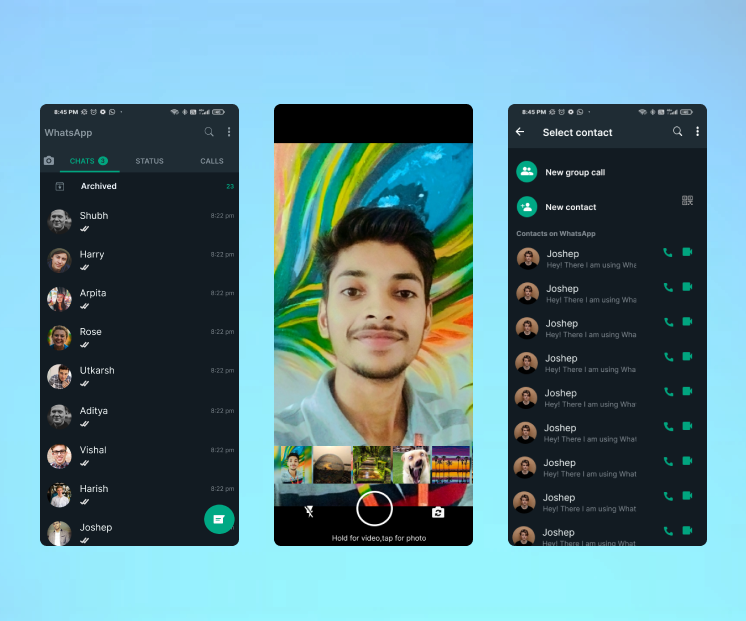 8:45 PM
WhatsApp
CHATS 3
STATUS
CALLS
Archived
23
Shubh
8:22 pm
Harry
8:22 pm
Arpita
8:22 pm
Rose
8:22 pm
Utkarsh
8:22 pm
Aditya
8:22 pm
Vishal
8:22 pm
Harish
8:22 pm
Joshep
Hold for video,tap for photo
8:45 PM
Select contact
New group call
New contact
Contacts on WhatsApp
Joshep
Hey! There I am using Wha
Joshep
Hey! There I am using Wha
Joshep
Hey! There I am using What
Joshep
Hey! There I am using Wha
Joshep
Hey! There I am using Wha
Joshep
Hey! There I am using What
Joshep
Hey! There I am using What
Joshep
Hey! There I am using What
Joshep
Hey! There I am using What